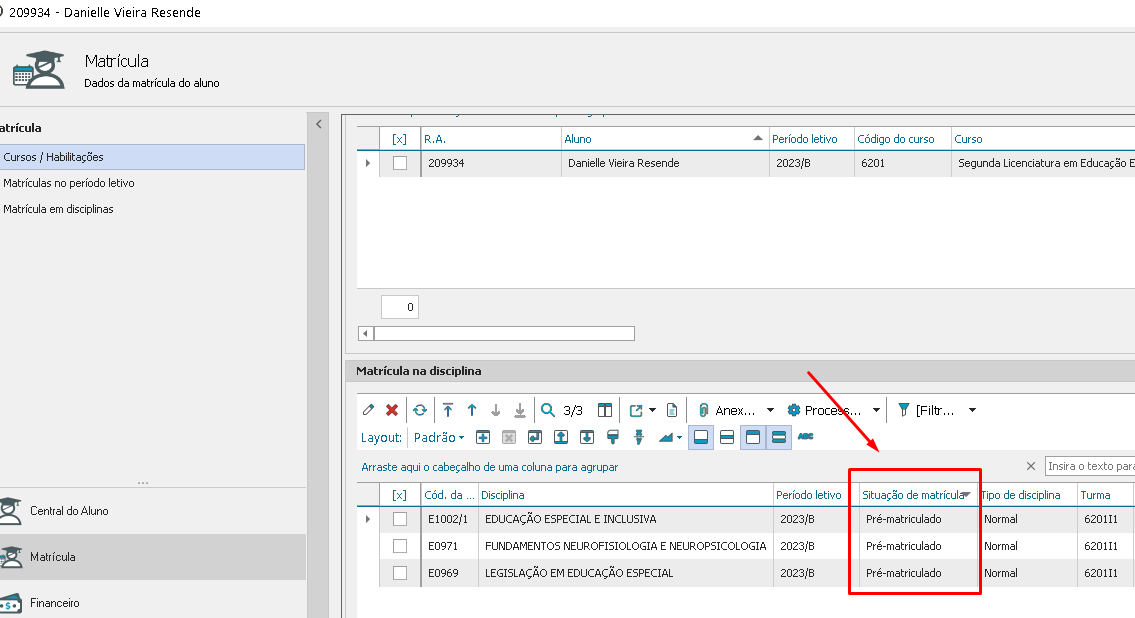 209934 - Danielle Vieira Resende
Matrícula
Dados da matrícula do aluno
atrícula
Cursos / Habilitações
Matrículas no período letivo
Matrícula em disciplinas
[x] R.A. Aluno Período letivo Código do curso Curso
209934 Danielle Vieira Resende 2023/B 6201 Segunda Licenciatura em Educação E
0
Matrícula na disciplina
3/3 Anex... Process... [Filtr...
Layout: Padrão ABC
Arraste aqui o cabeçalho de uma coluna para agrupar Insira o texto para
[x] Cód. da ... Disciplina Período letivo Situação de matrícula Tipo de disciplina Turma
E1002/1 EDUCAÇÃO ESPECIAL E INCLUSIVA 2023/B Pré-matriculado Normal 6201I1
E0971 FUNDAMENTOS NEUROFISIOLOGIA E NEUROPSICOLOGIA 2023/B Pré-matriculado Normal 6201I1
E0969 LEGISLAÇÃO EM EDUCAÇÃO ESPECIAL 2023/B Pré-matriculado Normal 6201I1
...
Central do Aluno
Matrícula
Financeiro